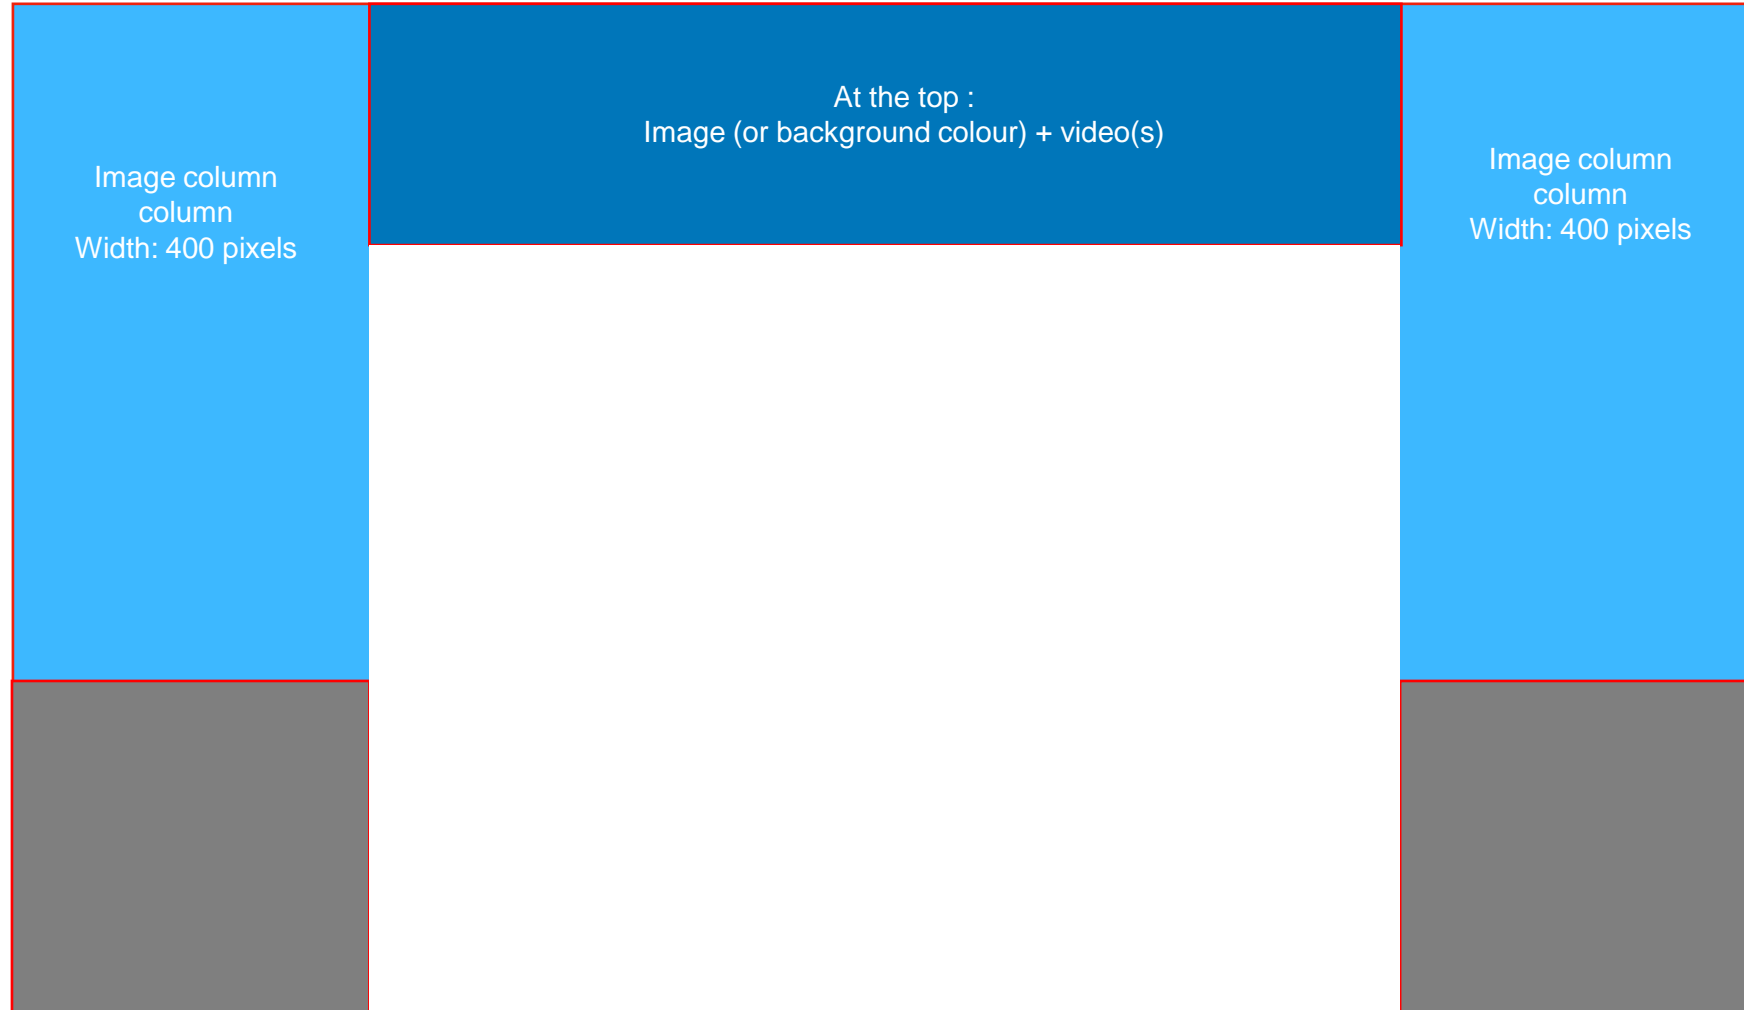 Image column
column
Width: 400 pixels
At the top :
Image (or background colour) + video(s)
Image column
column
Width: 400 pixels